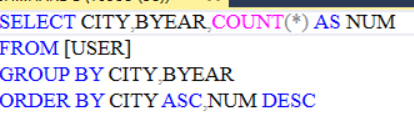 SELECT CITY,BYEAR,COUNT(*) AS NUM
FROM [USER]
GROUP BY CITY,BYEAR
ORDER BY CITY ASC,NUM DESC